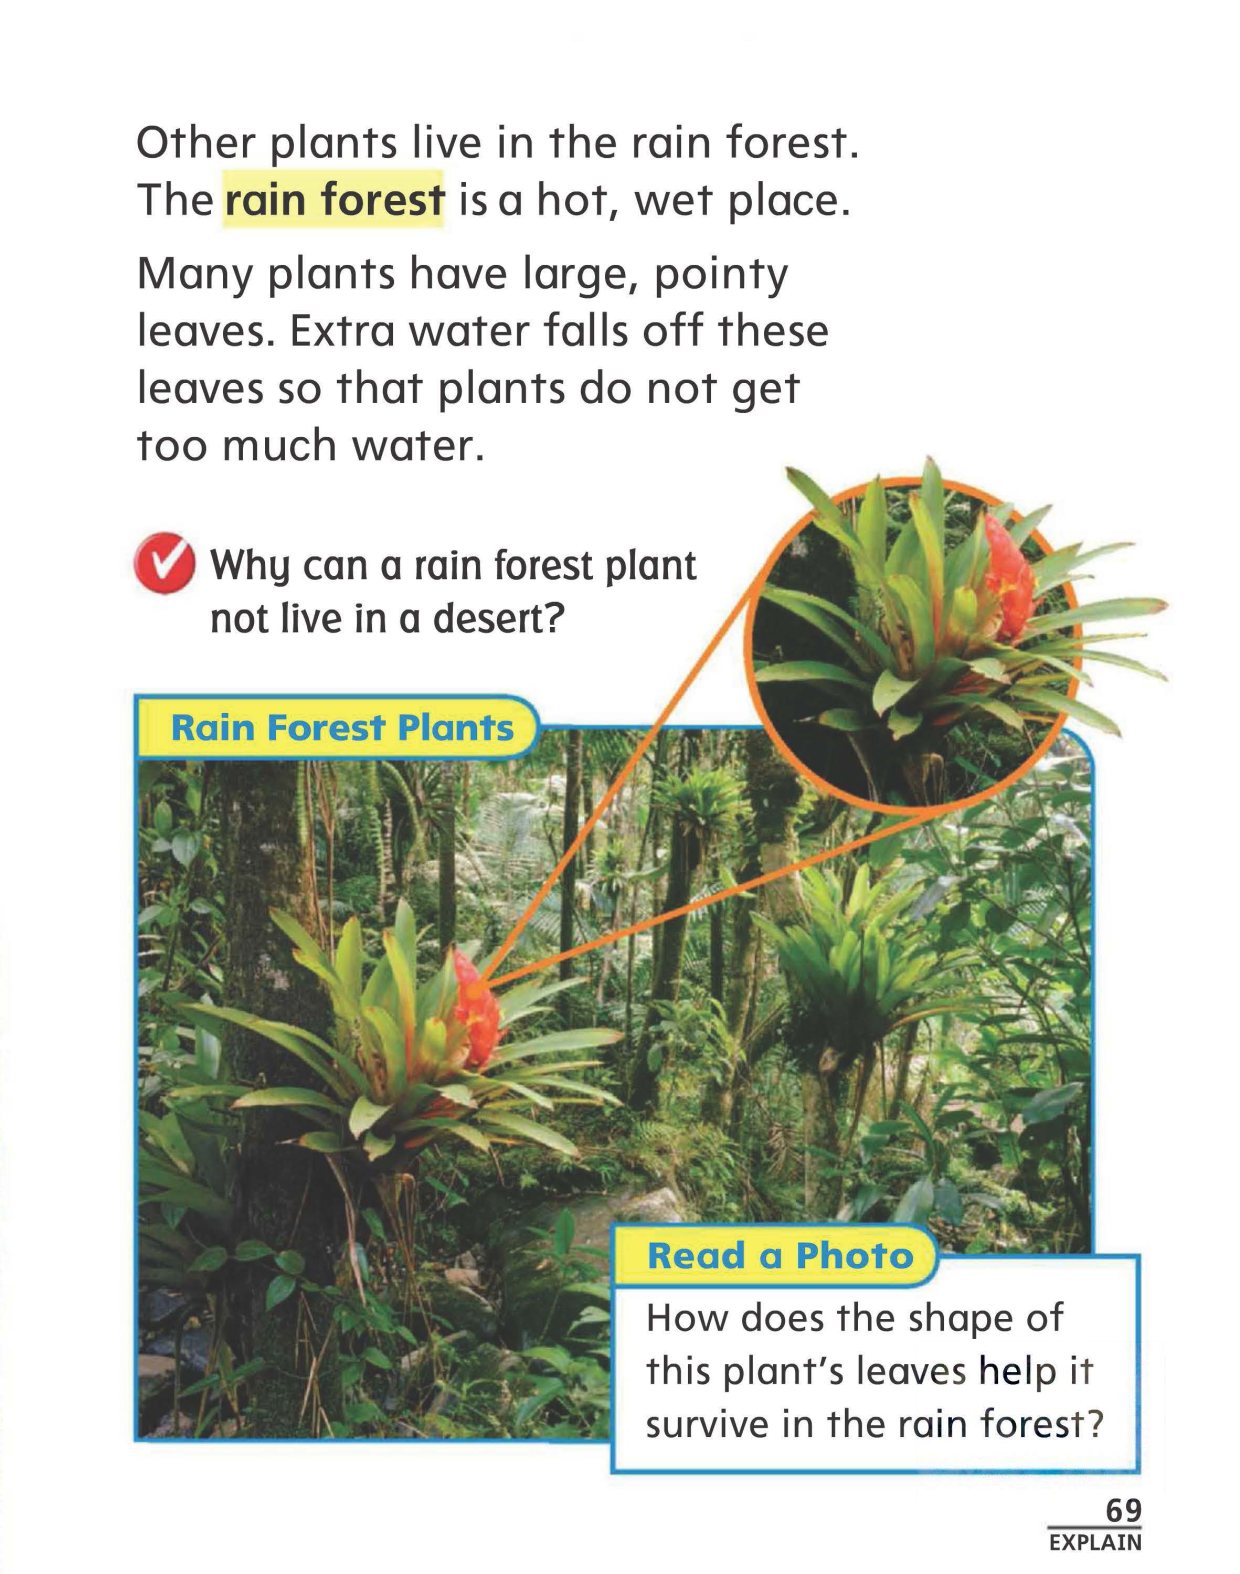 Other plants live in the rain forest.
The rain forest is a hot, wet place.
Many plants have large, pointy
leaves. Extra water falls off these
leaves so that plants do not get
too much water.
Why can a rain forest plant
not live in a desert?
Rain Forest Plants
Read a Photo
How does the shape of
this plant's leaves help it
survive in the rain forest?
69
EXPLAIN